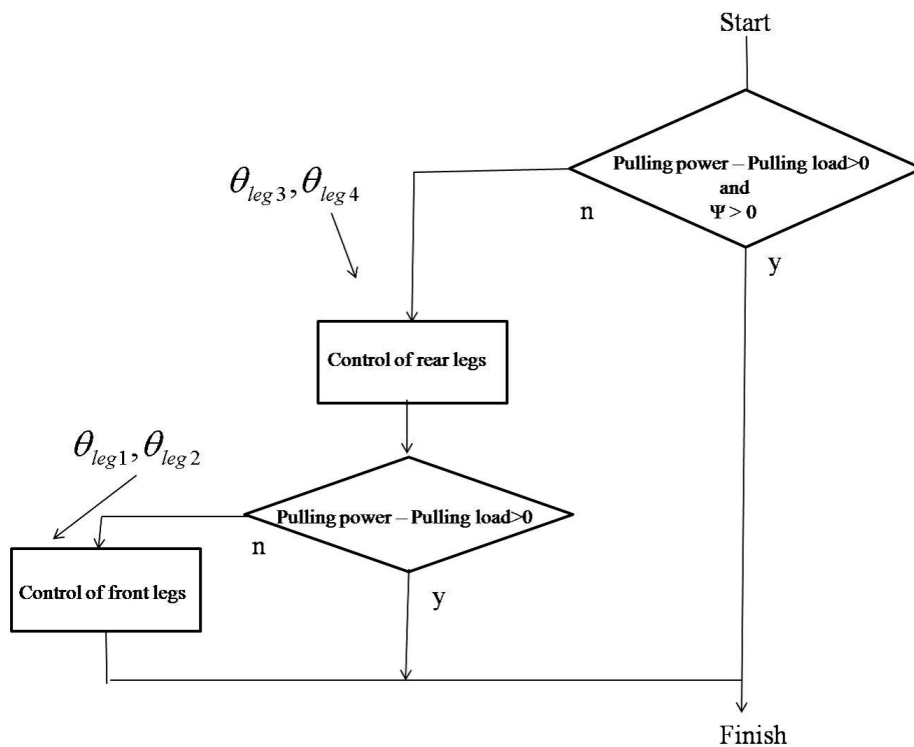 Start
Pulling power – Pulling load>0
and
Ψ > 0
n
y
θleg3, θleg4
Control of rear legs
θleg1, θleg2
Pulling power – Pulling load>0
n
y
Control of front legs
Finish